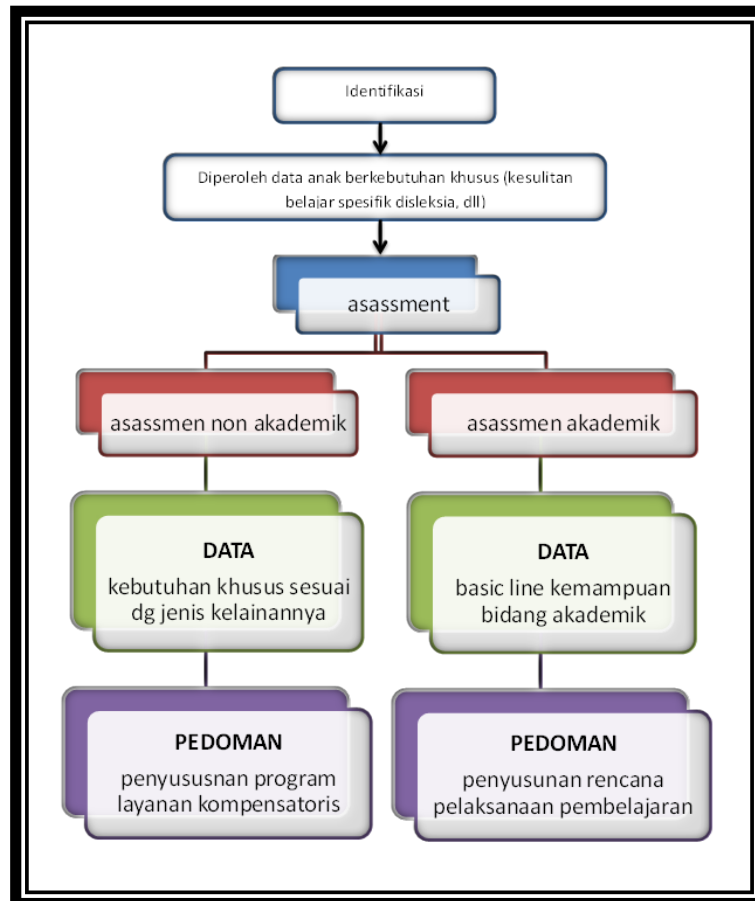 Identifikasi
Diperoleh data anak berkebutuhan khusus (kesulitan
belajar spesifik disleksia, dll)
asassment
asassmen non akademik
asassmen akademik
DATA
kebutuhan khusus sesuai
dg jenis kelainannya
DATA
basic line kemampuan
bidang akademik
PEDOMAN
penyususnan program
layanan kompensatoris
PEDOMAN
penyusunan rencana
pelaksanaan pembelajaran